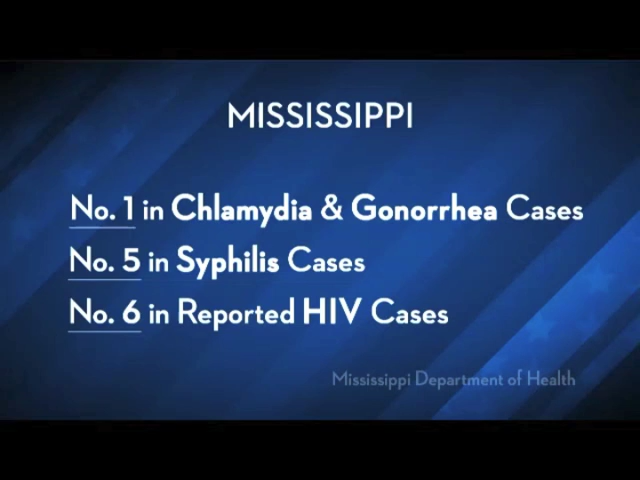 MISSISSIPPI
No. 1 in Chlamydia & Gonorrhea Cases
No. 5 in Syphilis Cases
No. 6 in Reported HIV Cases
Mississippi Department of Health